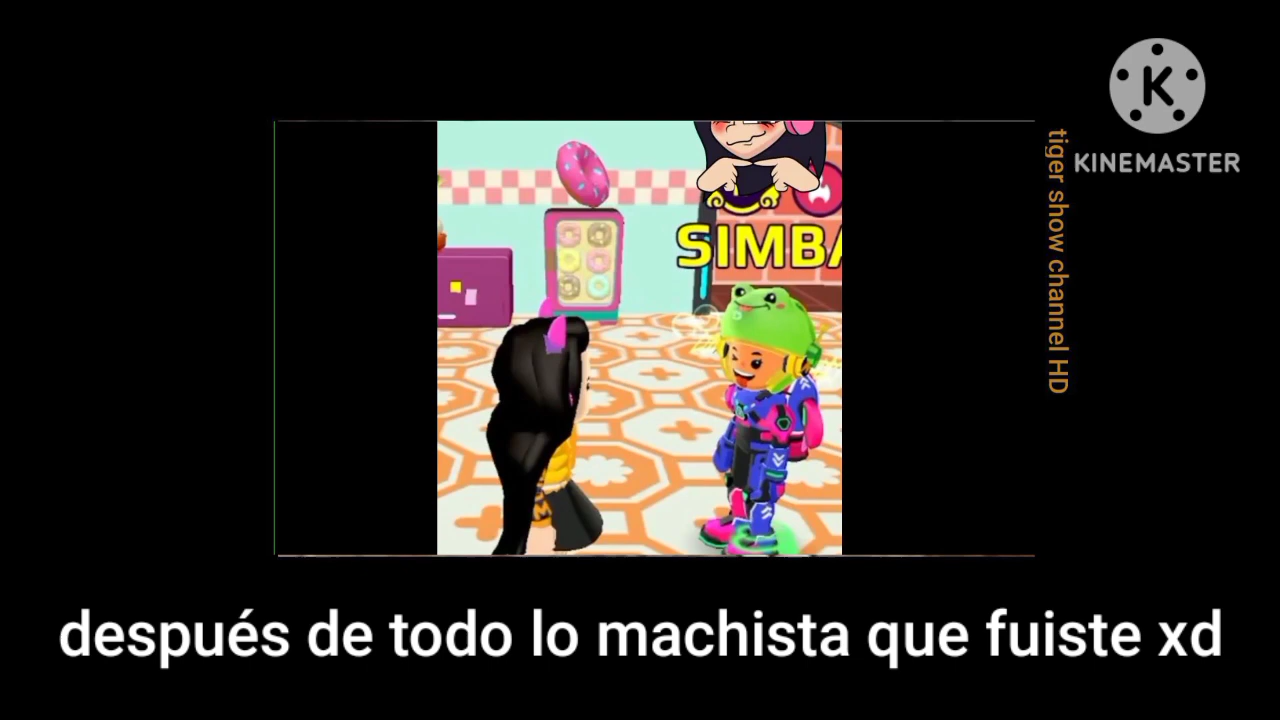 KINEMASTER
tiger show channel HD
SIMBA
después de todo lo machista que fuiste xd